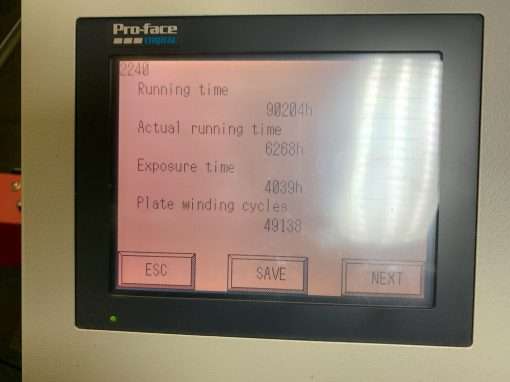 Pro-face
Digital
2240
Running time
90204h
Actual running time
6268h
Exposure time
4039h
Plate winding cycles
49138
ESC
SAVE
NEXT